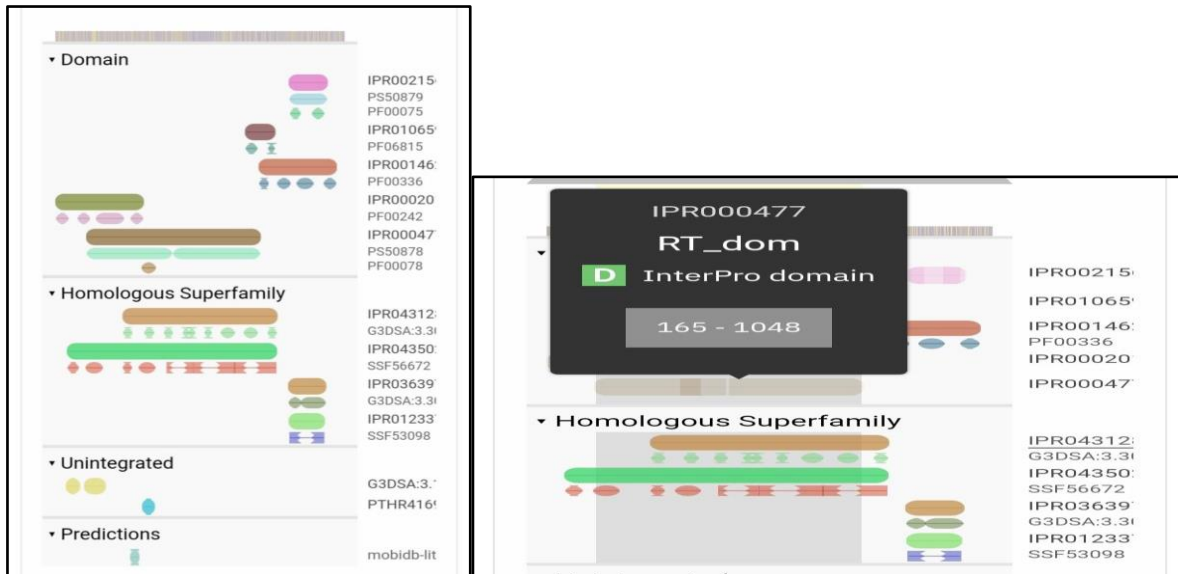 Domain
IPR00215
PS50879
PF00075
IPR01065
PF06815
IPR00146
PF00336
IPR00020
PF00242
IPR00047
PS50878
PF00078
Homologous Superfamily
IPR04312
G3DSA:3.3
IPR04350
SSF56672
IPR03639
G3DSA:3.3
IPR01233
SSF53098
Unintegrated
G3DSA:3.
PTHR416
Predictions
mobidb-lit
IPR000477
RT_dom
D InterPro domain
165 - 1048
IPR00215
IPR01065
IPR00146
PF00336
IPR00020
IPR00047
Homologous Superfamily
IPR04312
G3DSA:3.3
IPR04350
SSF56672
IPR03639
G3DSA:3.3
IPR01233
SSF53098